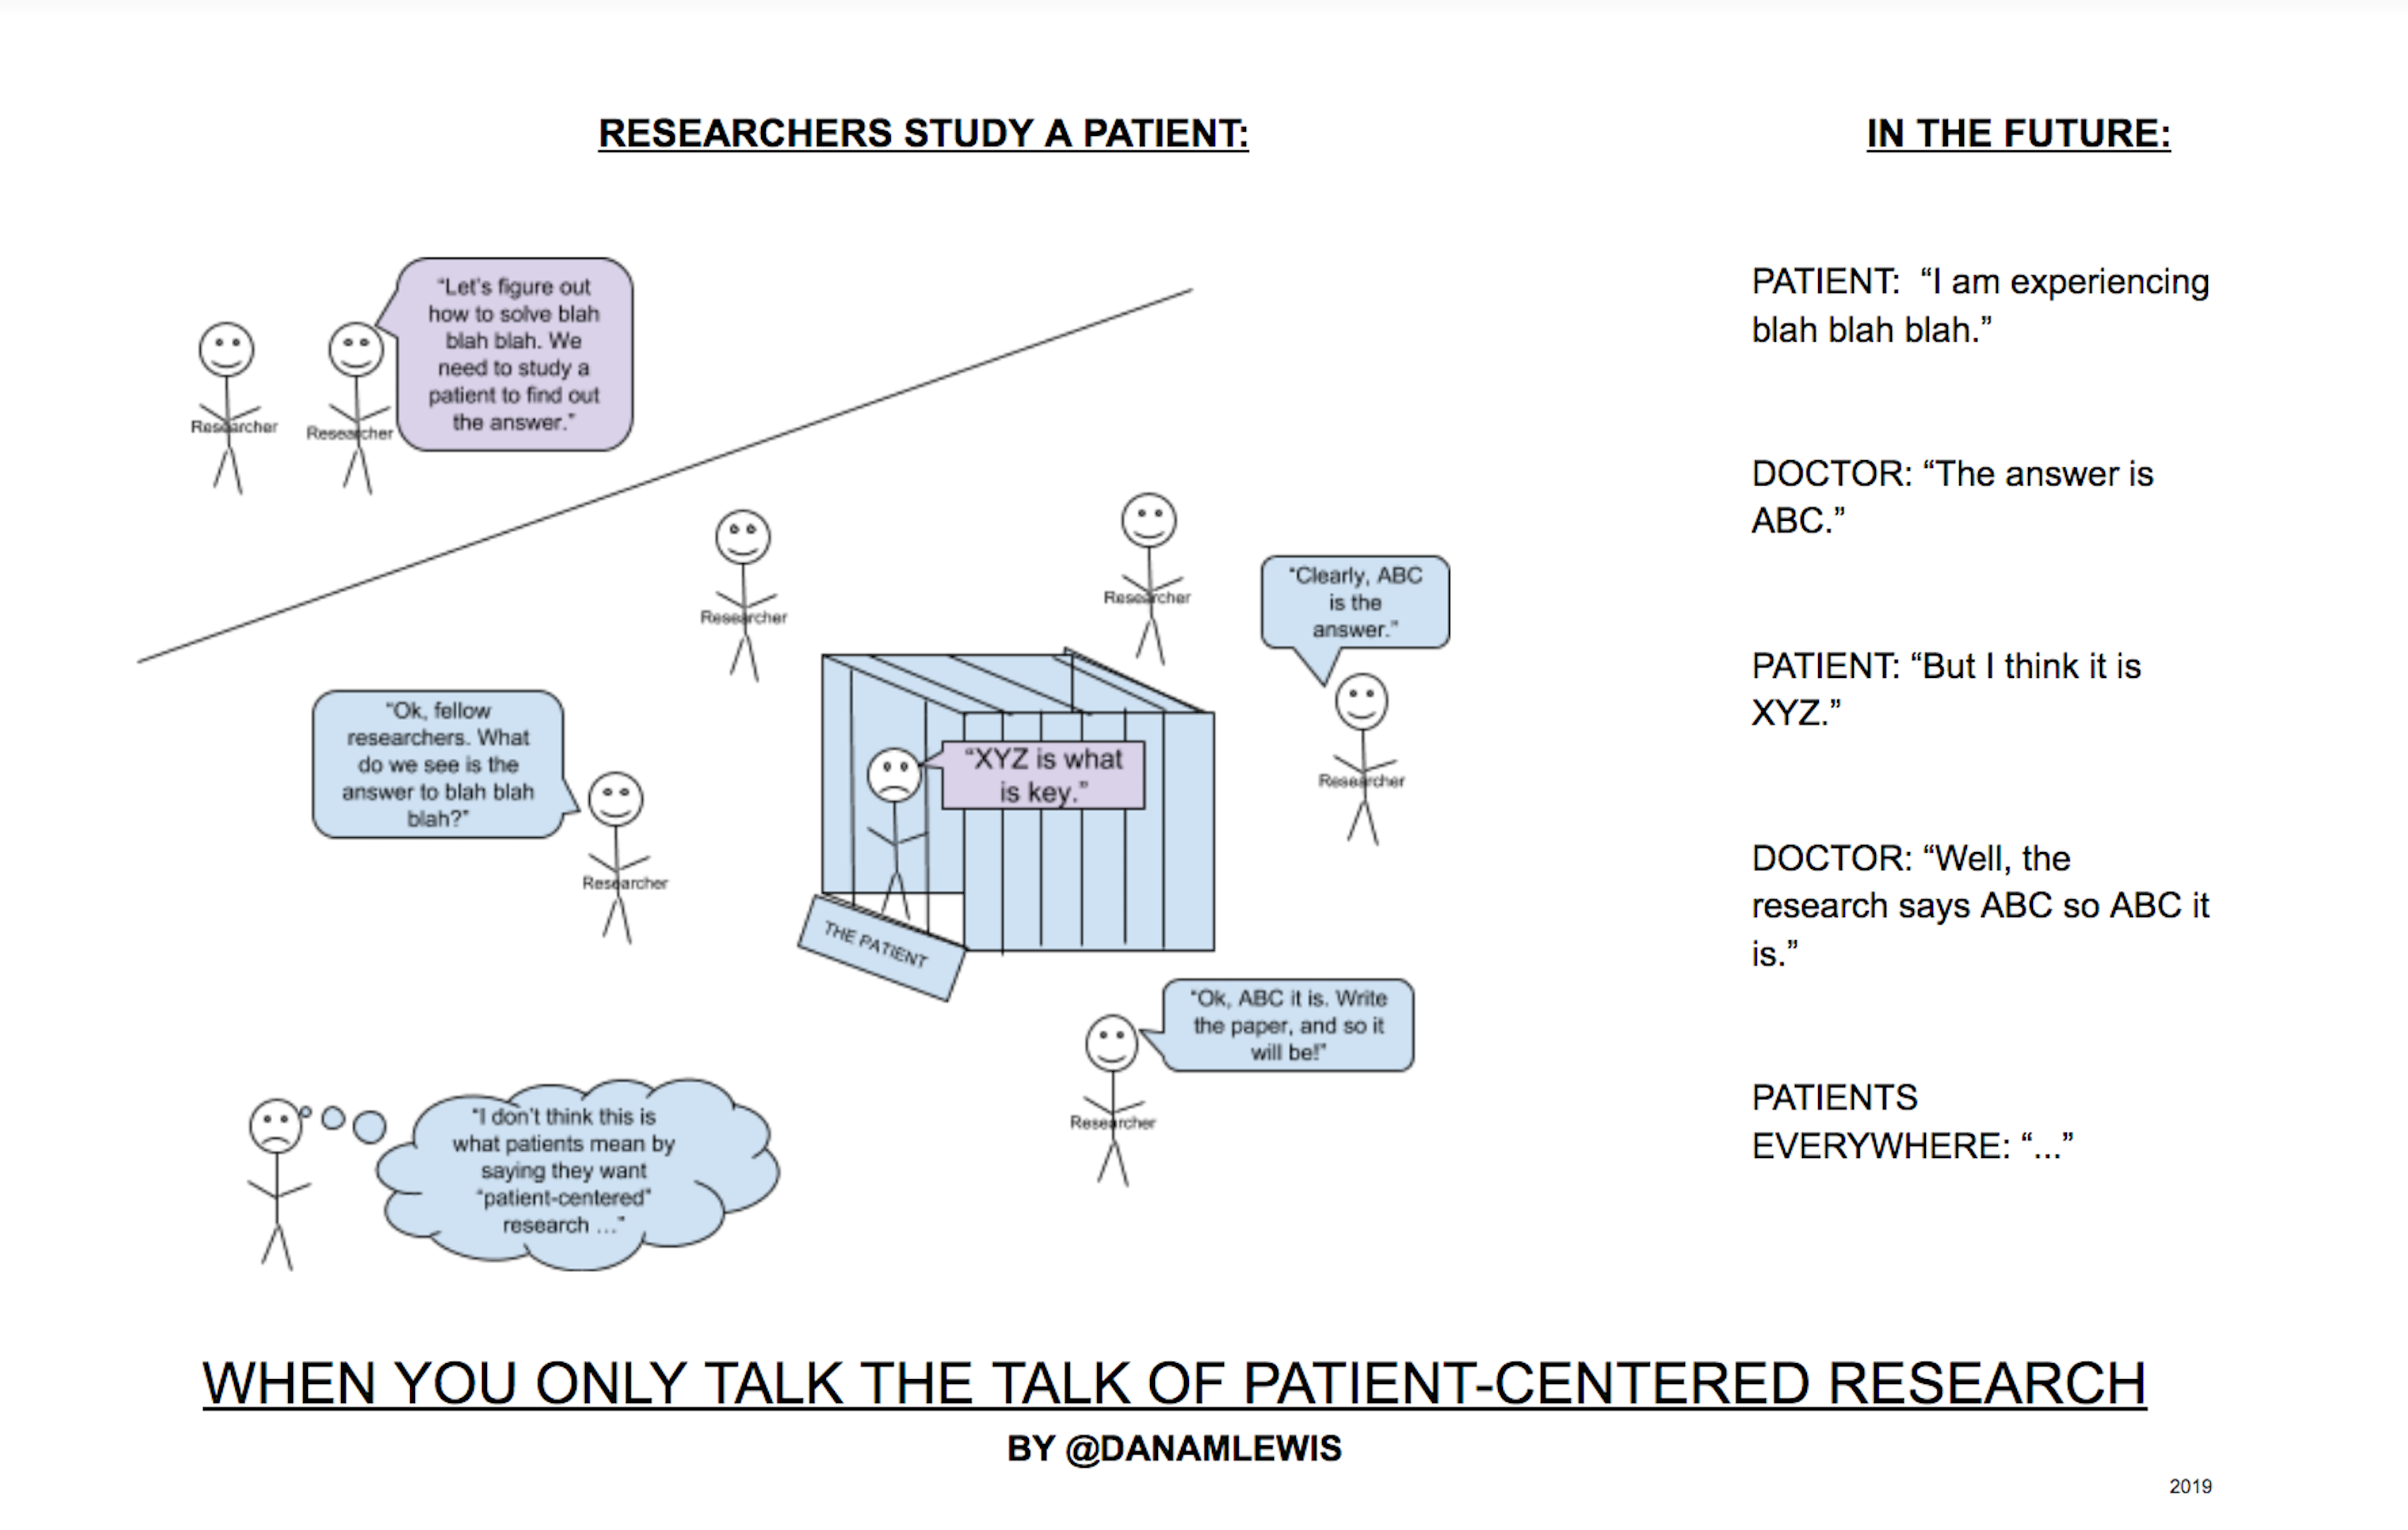 RESEARCHERS STUDY A PATIENT:
“Let’s figure out
how to solve blah
blah blah. We
need to study a
patient to find out
the answer.”
Researcher
Researcher
Researcher
Researcher
“Clearly, ABC
is the
answer.”
Researcher
“Ok, fellow
researchers. What
do we see is the
answer to blah blah
blah?”
Researcher
“XYZ is what
is key.”
THE PATIENT
“Ok, ABC it is. Write
the paper, and so it
will be!”
Researcher
“I don’t think this is
what patients mean by
saying they want
“patient-centered”
research ...”
IN THE FUTURE:
PATIENT:  “I am experiencing
blah blah blah.”
DOCTOR: “The answer is
ABC.”
PATIENT: “But I think it is
XYZ.”
DOCTOR: “Well, the
research says ABC so ABC it
is.”
PATIENTS
EVERYWHERE: “...”
WHEN YOU ONLY TALK THE TALK OF PATIENT-CENTERED RESEARCH
BY @DANAMLEWIS
2019